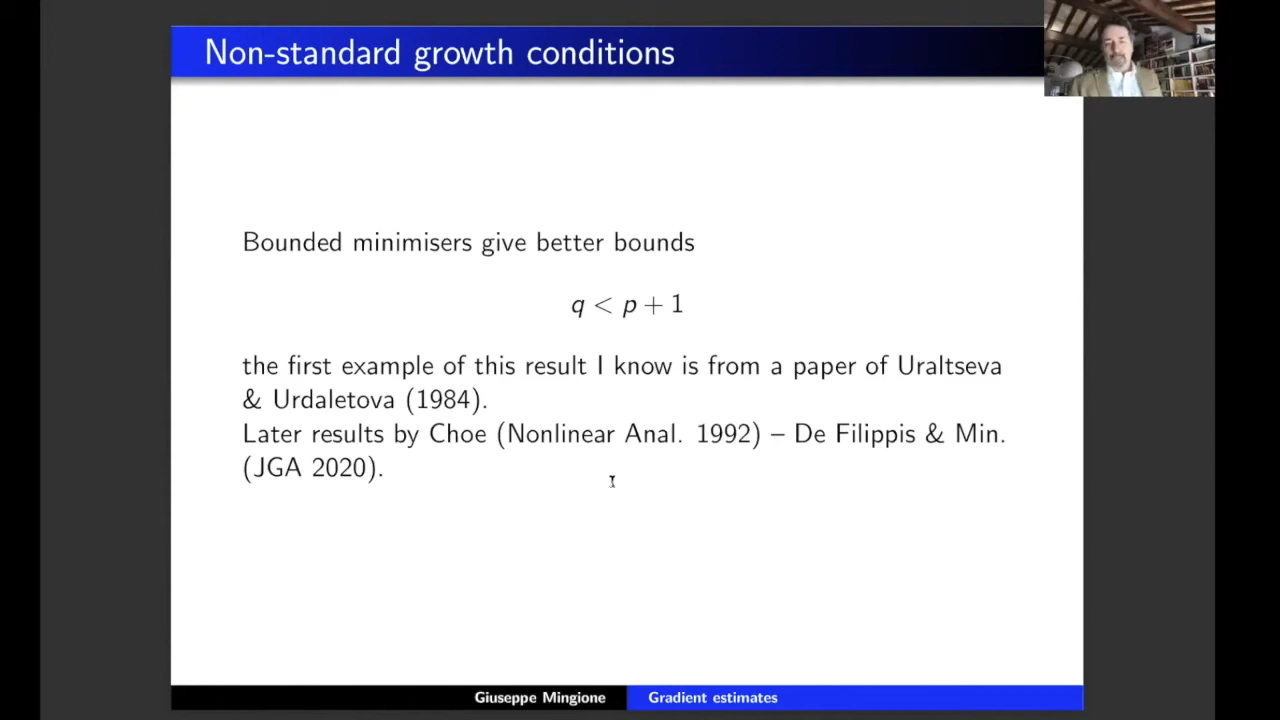 Non-standard growth conditions
Bounded minimisers give better bounds
q < p + 1
the first example of this result I know is from a paper of Uraltseva
& Urdaletova (1984).
Later results by Choe (Nonlinear Anal. 1992) – De Filippis & Min.
(JGA 2020).
Giuseppe Mingione Gradient estimates